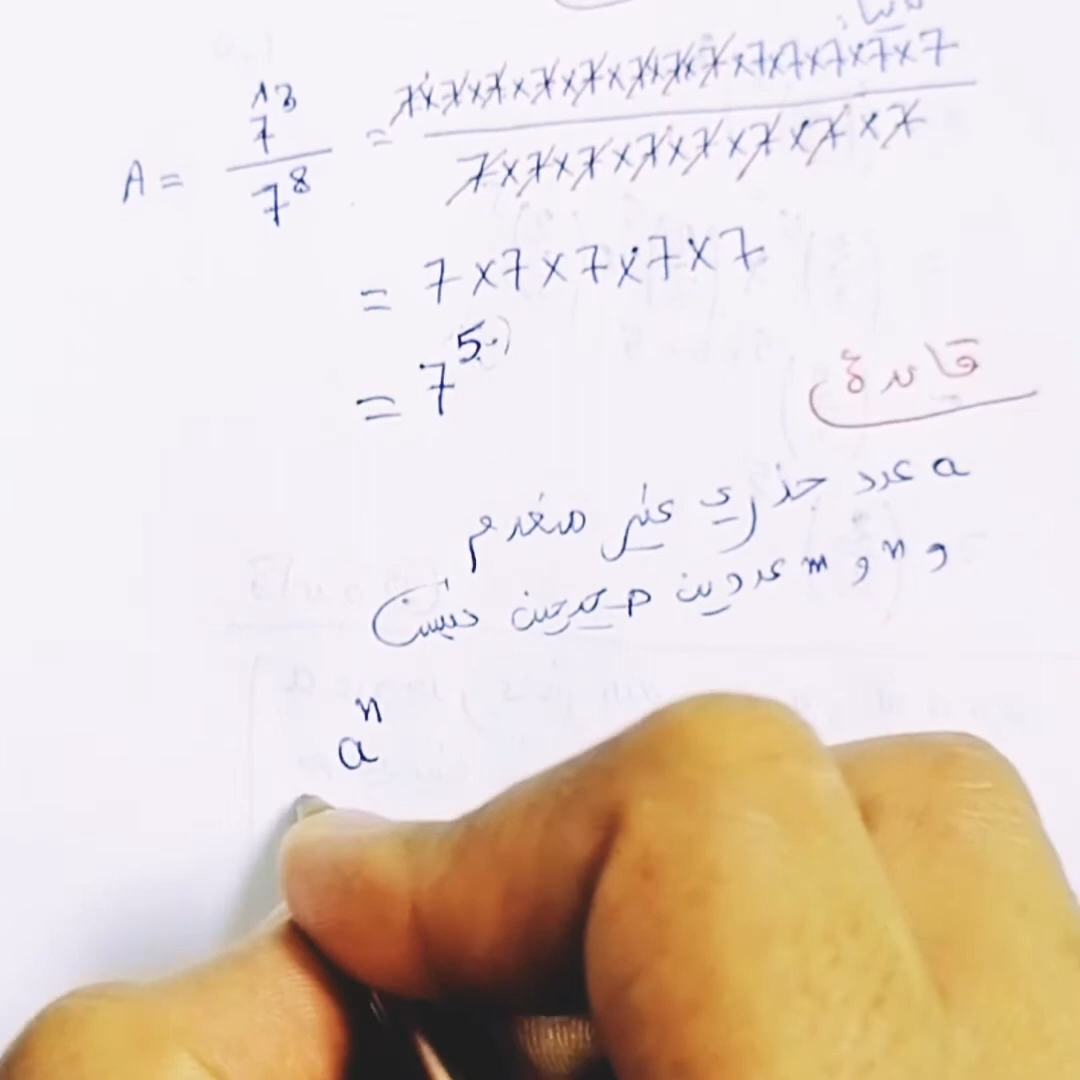 A = 7^13 / 7^8 = 7×7×7×7×7×7×7×7×7×7×7×7×7 / 7×7×7×7×7×7×7×7
= 7×7×7×7×7
= 7^5
قاعدة
a عدد جذري غير منعدم
و n و m عددين صحيحين
a^n